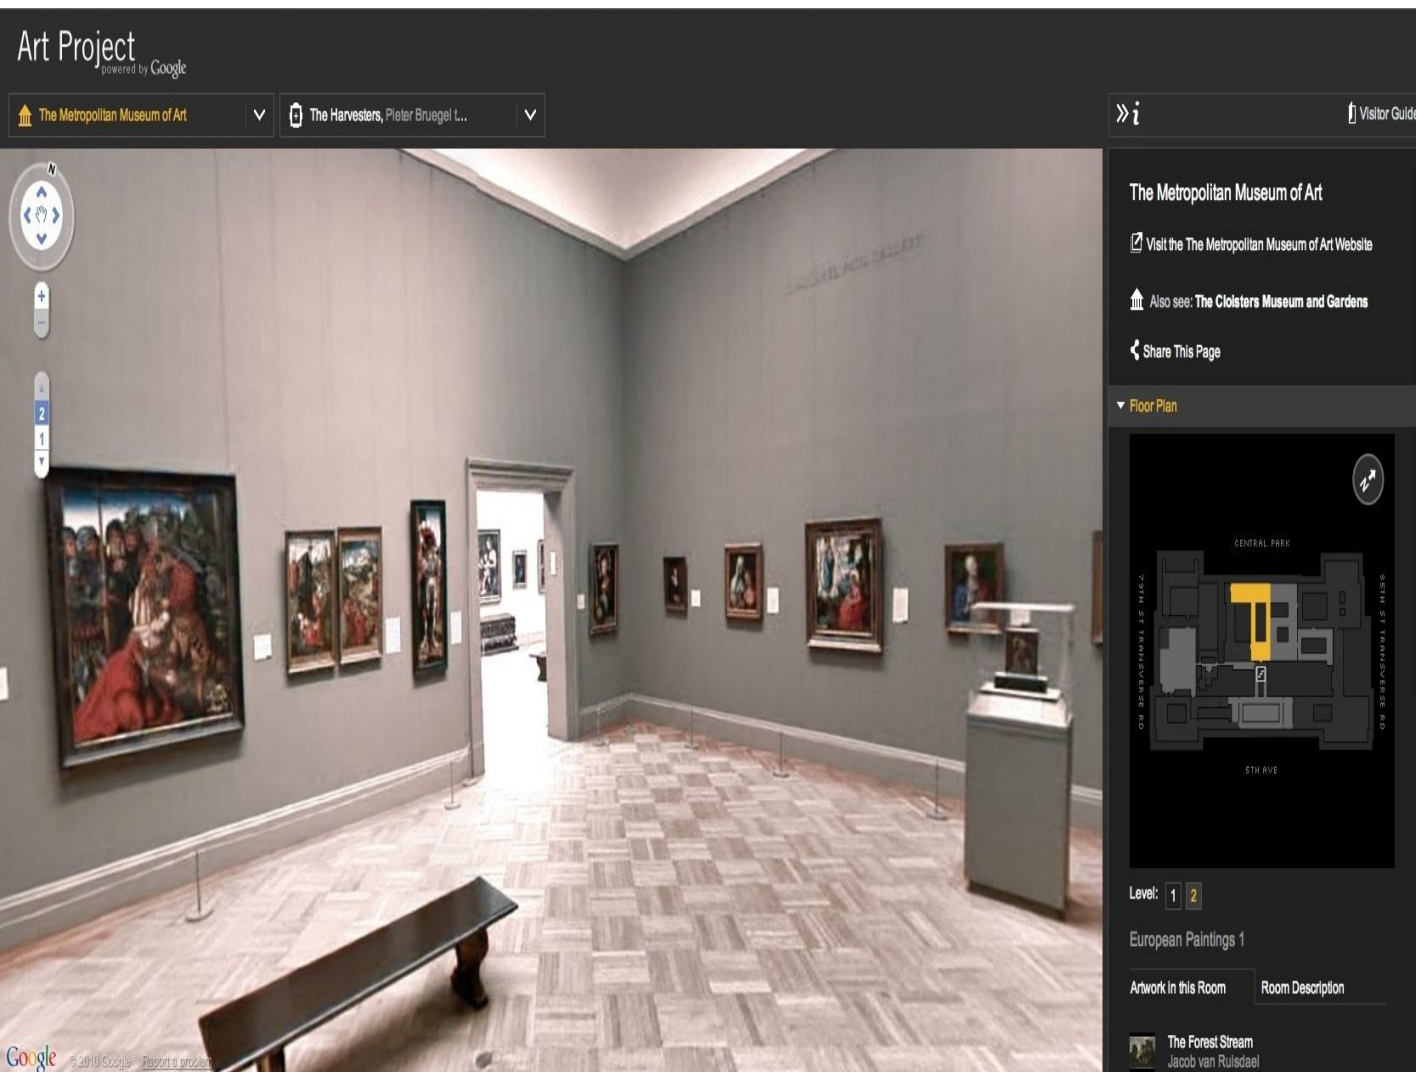 Art Project
powered by Google
The Metropolitan Museum of Art
The Harvesters, Pieter Bruegel t...
i
Visitor Guide
N
2
1
The Metropolitan Museum of Art
Visit the The Metropolitan Museum of Art Website
Also see: The Cloisters Museum and Gardens
Share This Page
Floor Plan
N
CENTRAL PARK
79TH ST TRANSVERSE RD
85TH ST TRANSVERSE RD
5TH AVE
Level: 1 2
European Paintings 1
Artwork in this Room
Room Description
The Forest Stream
Jacob van Ruisdael
Google
© 2010 Google
Report a problem
GALLERY